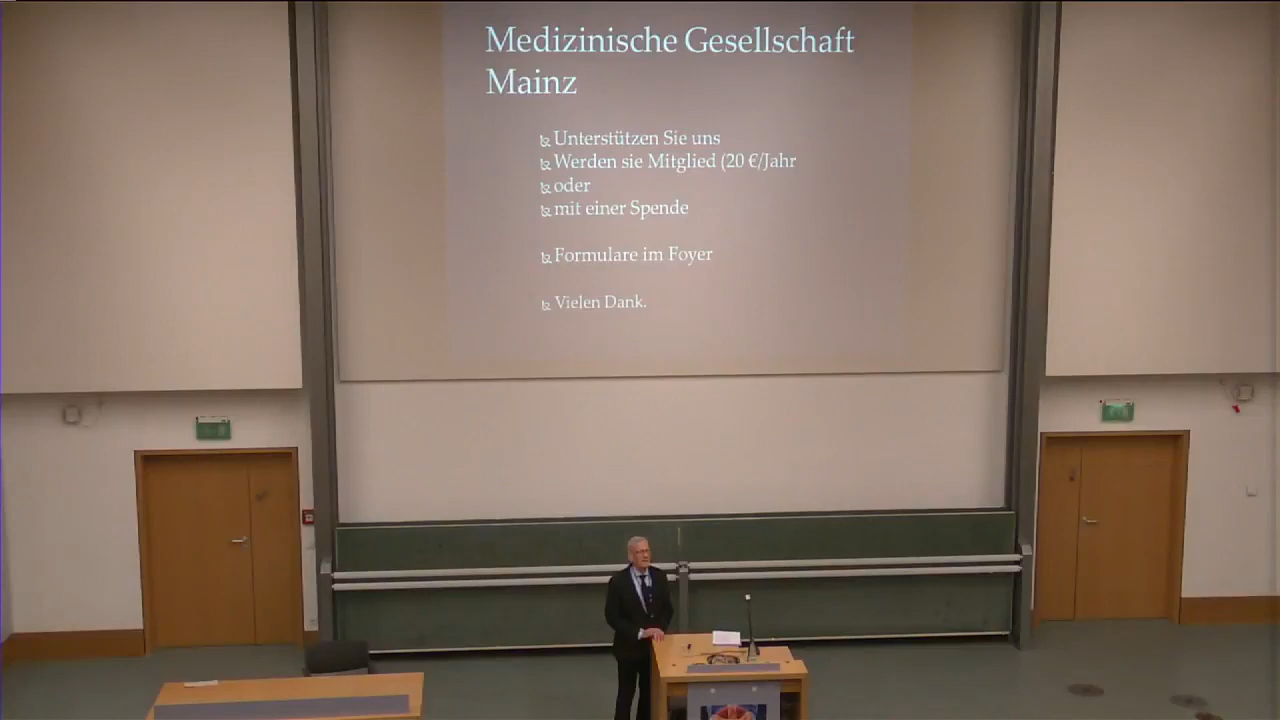 Medizinische Gesellschaft
Mainz
Unterstützen Sie uns
Werden sie Mitglied (20 €/Jahr
oder
mit einer Spende
Formulare im Foyer
Vielen Dank.